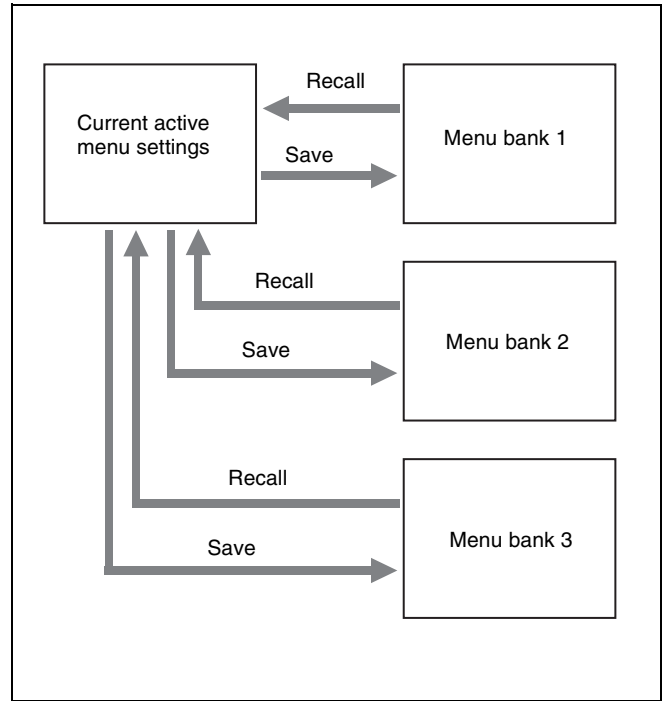 Recall
Current active
menu settings
Menu bank 1
Save
Recall
Menu bank 2
Save
Recall
Menu bank 3
Save